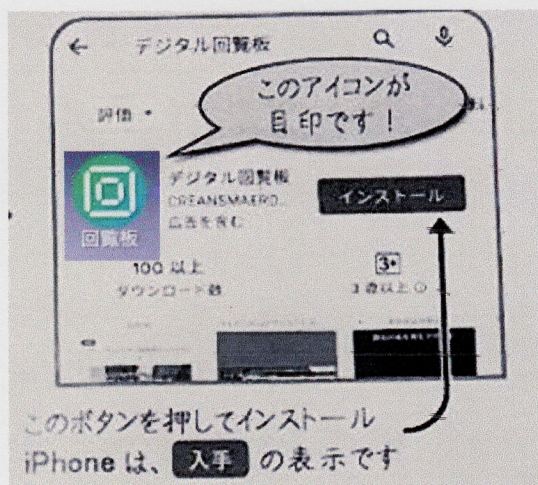 デジタル回覧板
このアイコンが
目印です！
評価
デジタル回覧板
広告を含む
インストール
回覧板
100 以上
ダウンロード数
3+
3 歳以上
このボタンを押してインストール
iPhone は、 入手 の表示です